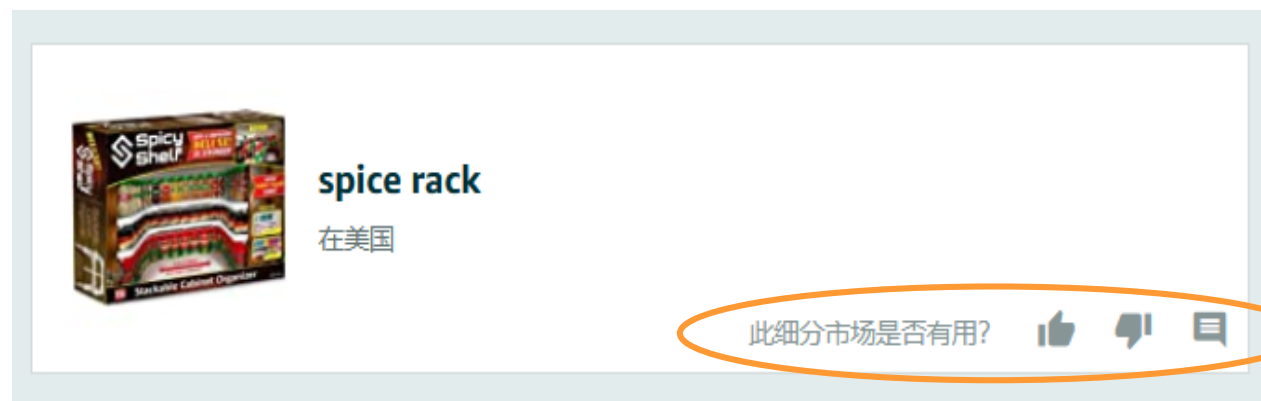 Spicy
Shelf
spice rack
在美国
Stackable Cabinet Organizer
此细分市场是否有用?